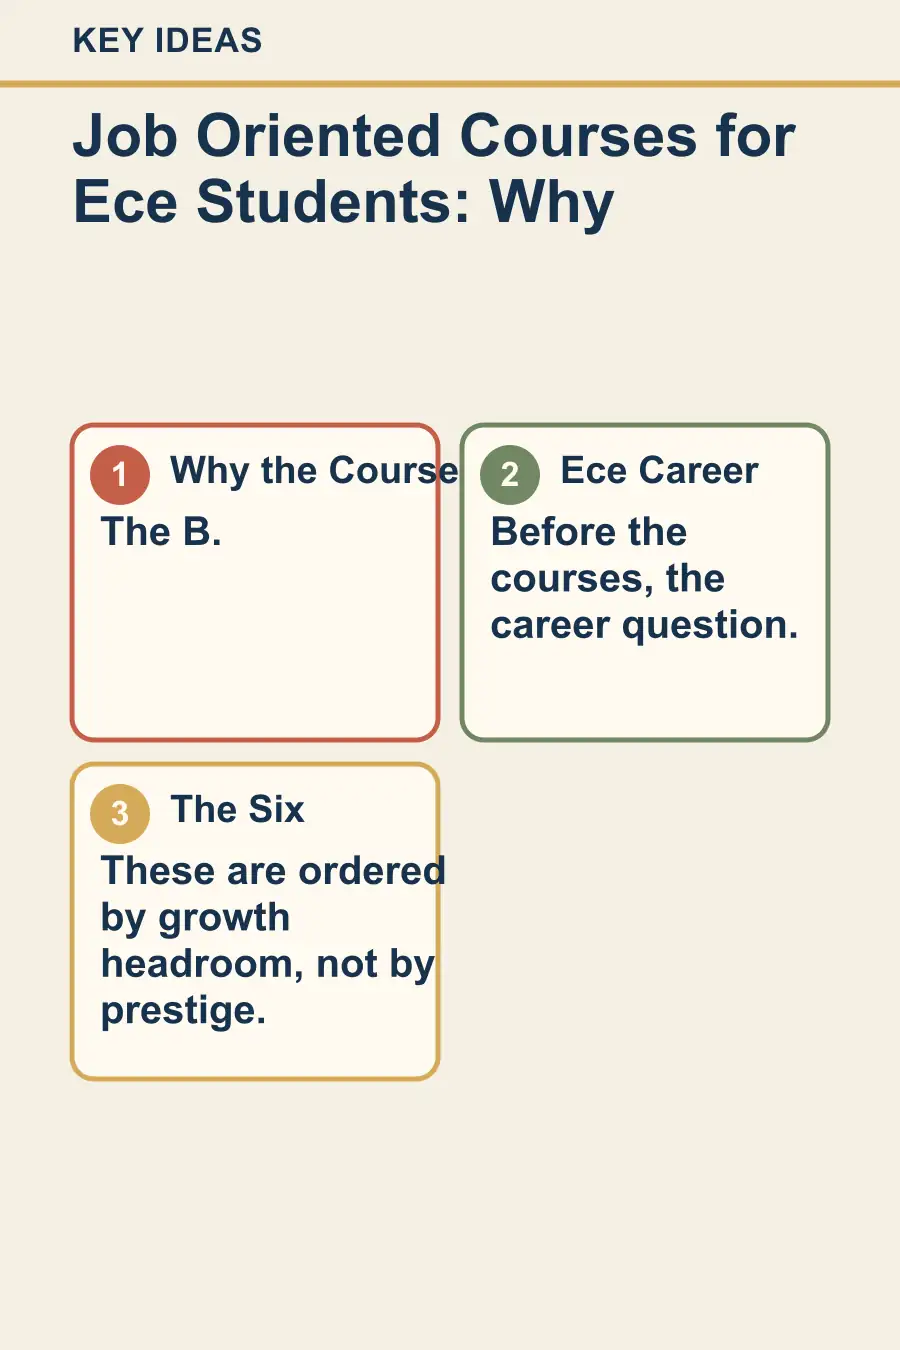 KEY IDEAS
Job Oriented Courses for
Ece Students: Why
1 Why the Course
The B.
2 Ece Career
Before the
courses, the
career question.
3 The Six
These are ordered
by growth
headroom, not by
prestige.